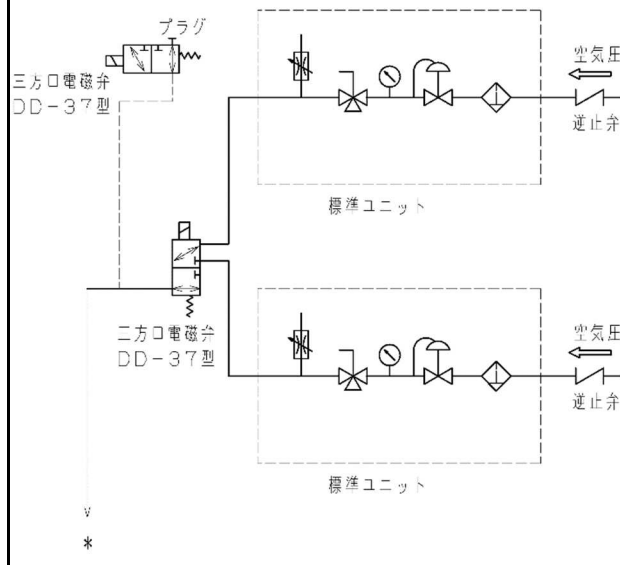 プラグ
三方口電磁弁
DD-37型
空気圧
逆止弁
標準ユニット
三方口電磁弁
DD-37型
空気圧
逆止弁
標準ユニット
*